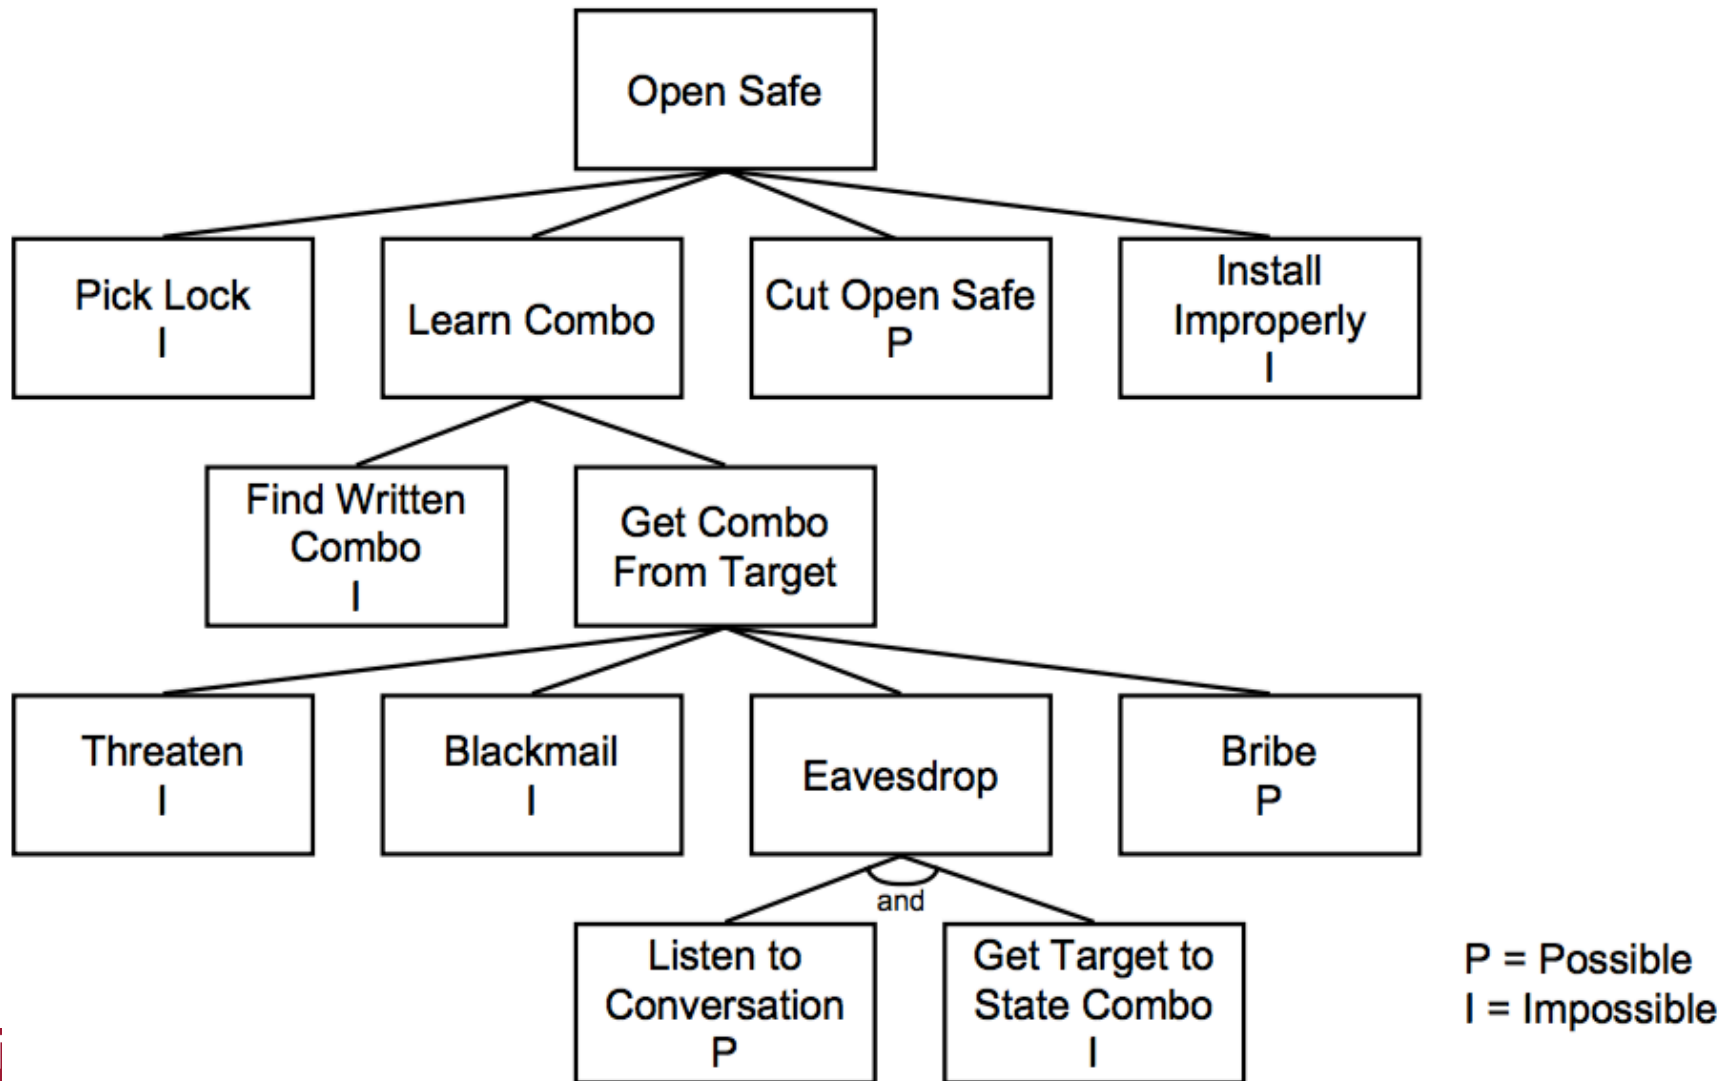 Open Safe
Pick Lock
I
Learn Combo
Cut Open Safe
P
Install
Improperly
I
Find Written
Combo
I
Get Combo
From Target
Threaten
I
Blackmail
I
Eavesdrop
Bribe
P
and
Listen to
Conversation
P
Get Target to
State Combo
I
P = Possible
I = Impossible